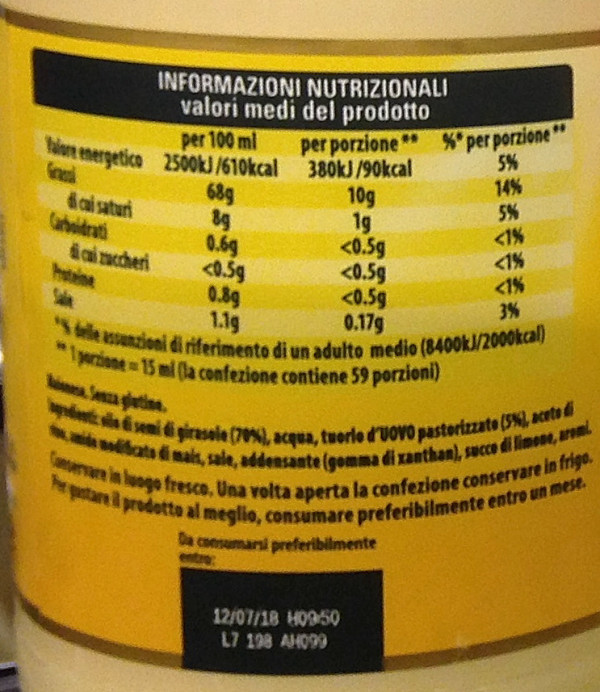 INFORMAZIONI NUTRIZIONALI
valori medi del prodotto
per 100 ml per porzione** %* per porzione**
Valore energetico 2500kJ/610kcal 380kJ/90kcal 5%
Grassi 68g 10g 14%
di cui saturi 8g 1g 5%
Carboidrati 0.6g <0.5g <1%
di cui zuccheri <0.5g <0.5g <1%
Proteine 0.8g <0.5g <1%
Sale 1.1g 0.17g 3%
*% delle assunzioni di riferimento di un adulto medio (8400kJ/2000kcal)
**1 porzione = 15 ml (la confezione contiene 59 porzioni)
Maionese. Senza glutine.
Ingredienti: olio di semi di girasole (70%), acqua, tuorlo d'UOVO pastorizzato (5%), aceto di
vino, amido modificato di mais, sale, addensante (gomma di xanthan), succo di limone, aromi.
Conservare in luogo fresco. Una volta aperta la confezione conservare in frigo.
Per gustare il prodotto al meglio, consumare preferibilmente entro un mese.
Da consumarsi preferibilmente
entro:
12/07/18 H09:50
L7 198 AH099